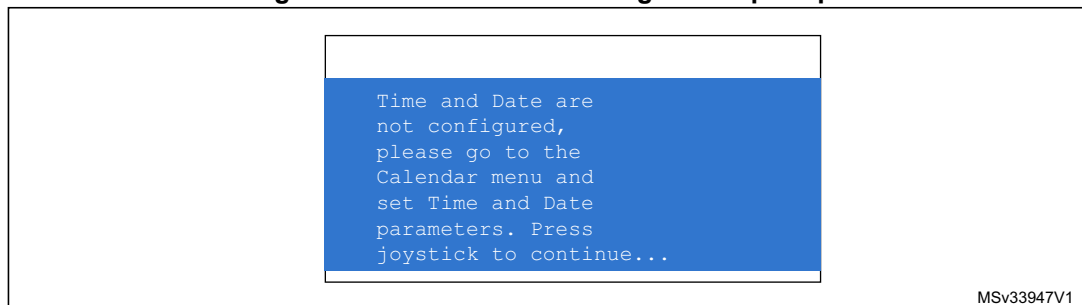 Time and Date are
not configured,
please go to the
Calendar menu and
set Time and Date
parameters. Press
joystick to continue...
MSv33947V1